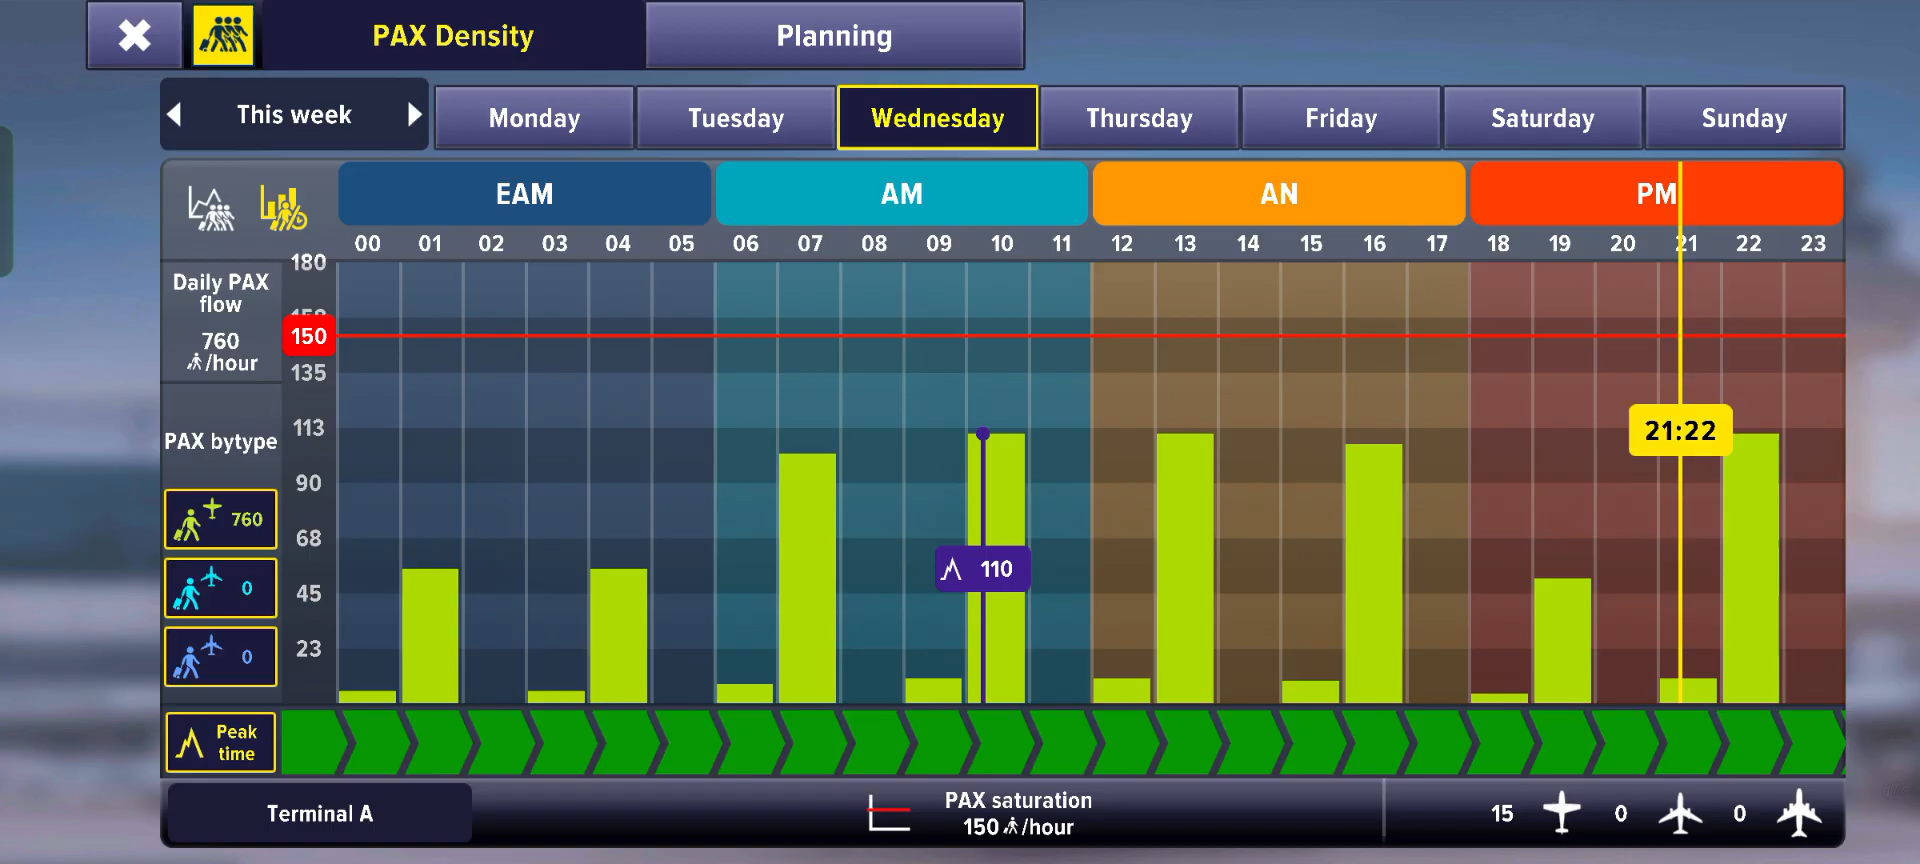 PAX Density
Planning
This week
Monday
Tuesday
Wednesday
Thursday
Friday
Saturday
Sunday
EAM
AM
AN
PM
00 01 02 03 04 05 06 07 08 09 10 11 12 13 14 15 16 17 18 19 20 21 22 23
Daily PAX
flow
760
/hour
180
158
150
135
113
90
68
45
23
PAX bytype
760
0
0
110
21:22
Peak
time
Terminal A
PAX saturation
150 /hour
15
0
0